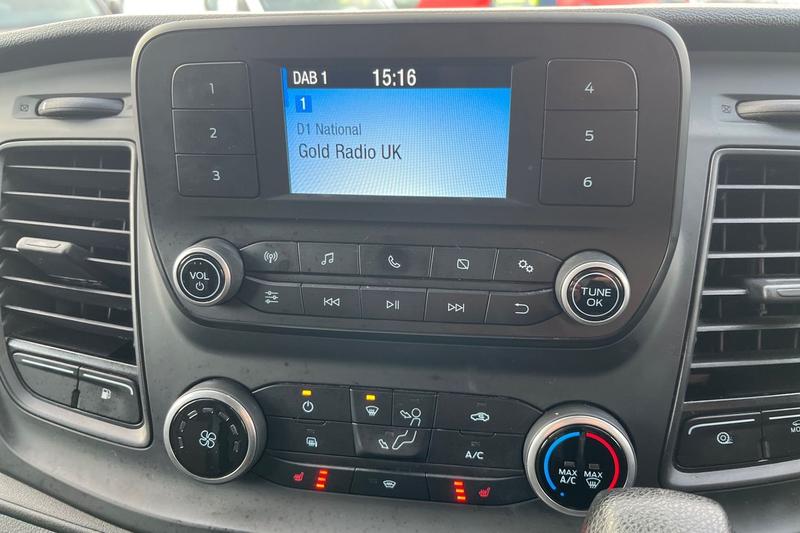 DAB 1 15:16
1
D1 National
Gold Radio UK
1
2
3
4
5
6
VOL
TUNE
OK
A/C
MAX
A/C
MAX